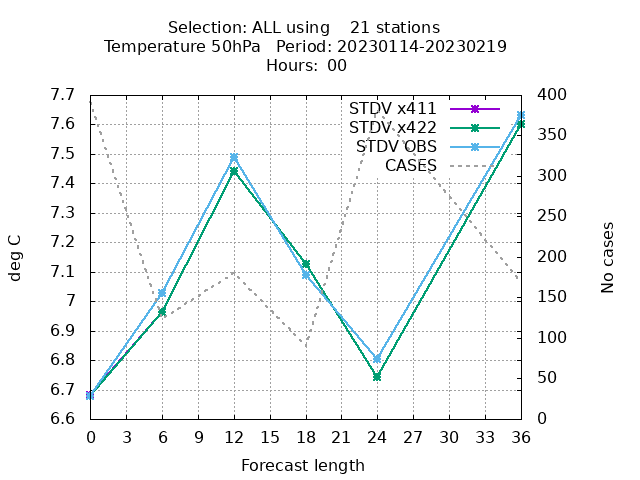 Selection: ALL using    21 stations
Temperature 50hPa   Period: 20230114-20230219
Hours: 00
7.7
7.6
7.5
7.4
7.3
7.2
7.1
7
6.9
6.8
6.7
6.6
deg C
STDV x411
STDV x422
STDV OBS
CASES
400
350
300
250
200
150
100
50
0
No cases
0 3 6 9 12 15 18 21 24 27 30 33 36
Forecast length